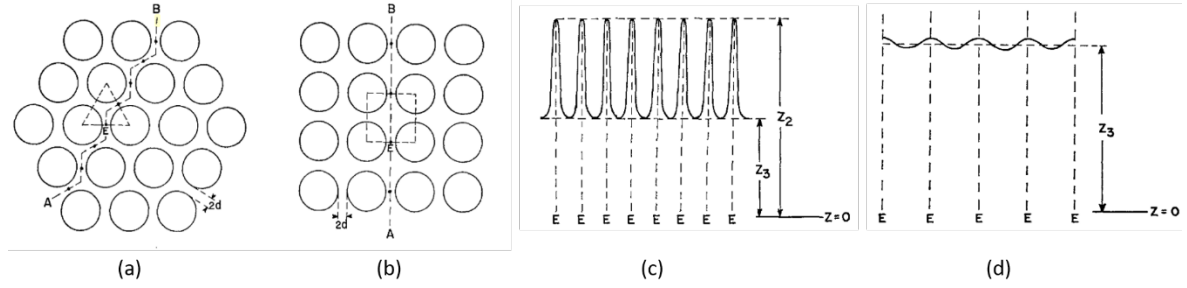 B
E
A
2d
B
E
2d
A
Z₂
Z₃
E E E E E E E E
Z=0
Z₃
E E E E E
Z=0
(a) (b) (c) (d)